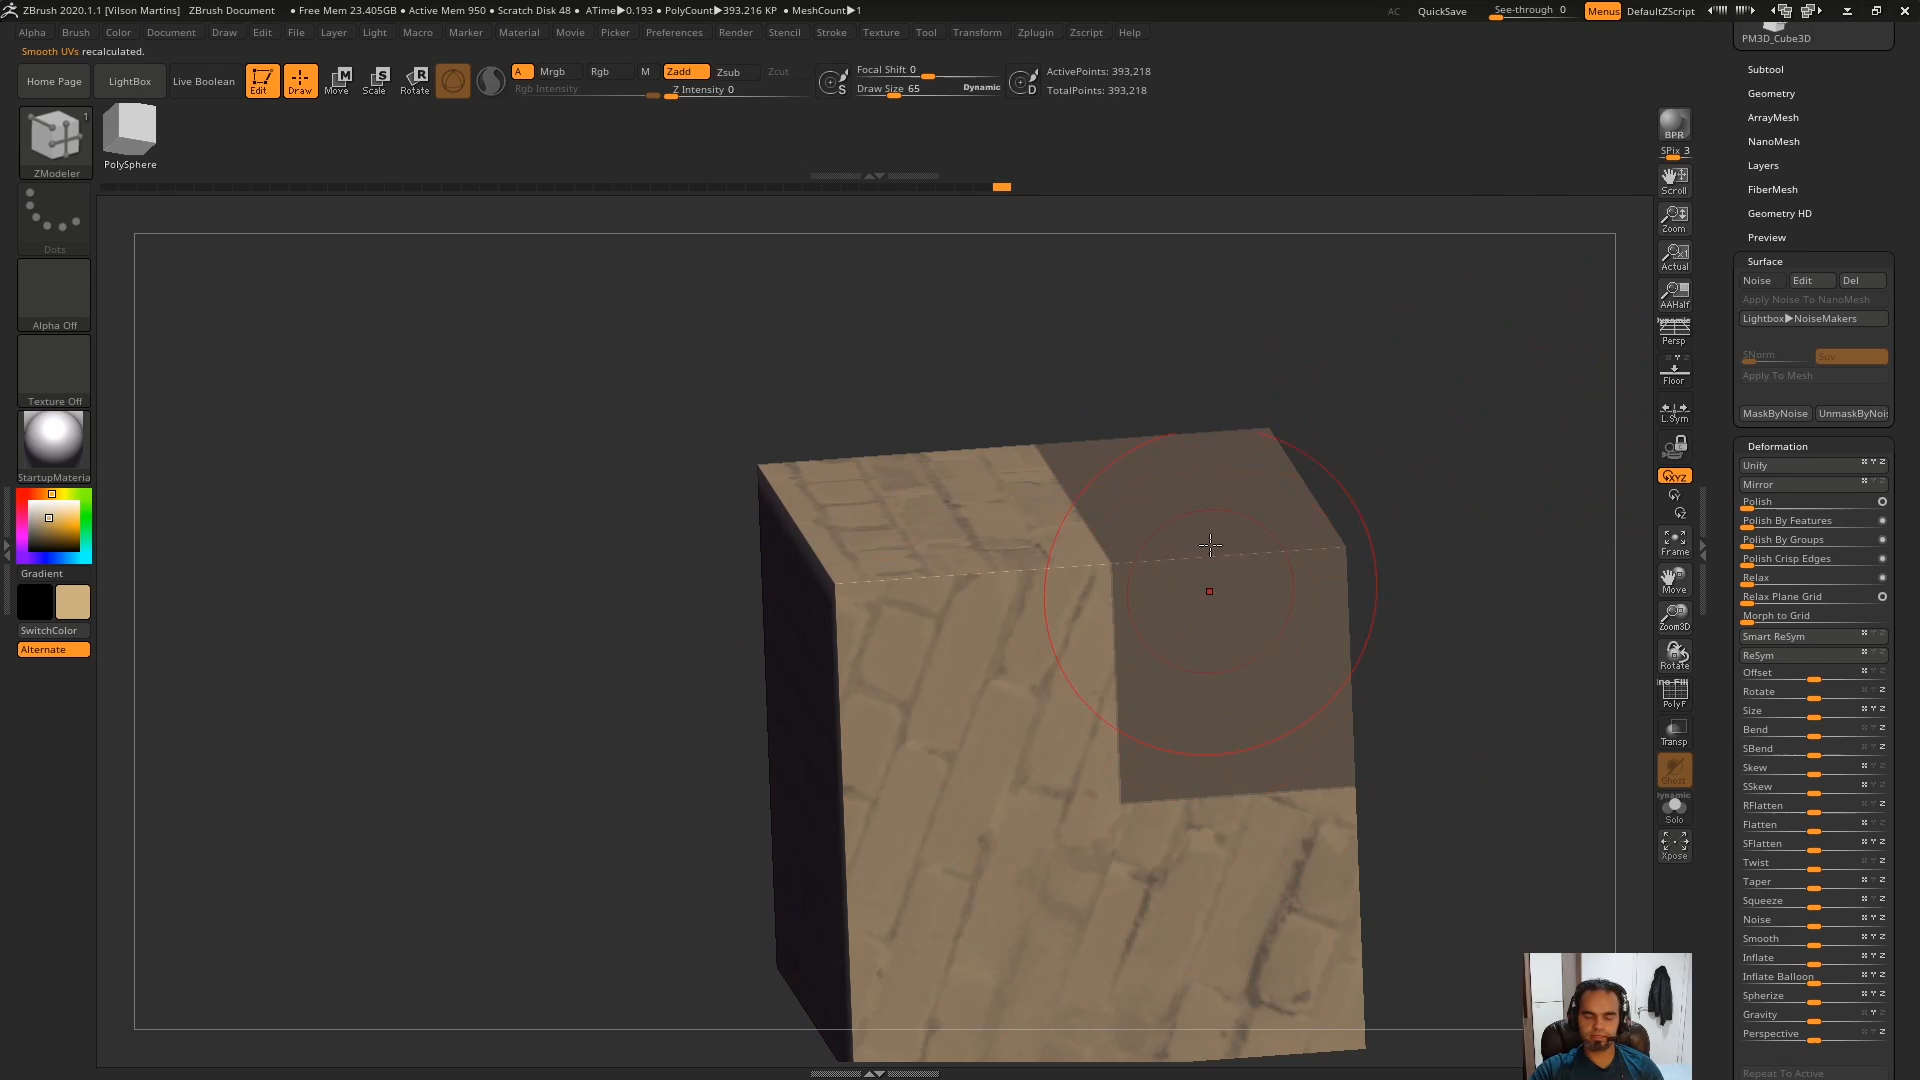 ZBrush 2020.1.1 [Vilson Martins] ZBrush Document ● Free Mem 23.405GB ● Active Mem 950 ● Scratch Disk 48 ● ATime▶0.193 ● PolyCount▶393.216 KP ● MeshCount▶1 AC QuickSave See-through 0 Menus DefaultZScript
Alpha Brush Color Document Draw Edit File Layer Light Macro Marker Material Movie Picker Preferences Render Stencil Stroke Texture Tool Transform Zplugin Zscript Help
PM3D_Cube3D
Smooth UVs recalculated.
Home Page LightBox Live Boolean Edit Draw Move Scale Rotate
A Mrgb Rgb M Zadd Zsub Zcut
Rgb Intensity Z Intensity 0
Focal Shift 0
Draw Size 65 Dynamic
ActivePoints: 393,218
TotalPoints: 393,218
1
ZModeler
PolySphere
Dots
Alpha Off
Texture Off
StartupMateria
Gradient
SwitchColor
Alternate
BPR
SPix 3
Scroll
Zoom
Actual
AAHalf
Dynamic
Persp
Floor
L.Sym
XYZ
Y
Z
Frame
Move
Zoom3D
Rotate
PolyF
Transp
Ghost
Dynamic
Solo
Xpose
Subtool
Geometry
ArrayMesh
NanoMesh
Layers
FiberMesh
Geometry HD
Preview
Surface
Noise Edit Del
Apply Noise To NanoMesh
Lightbox▶NoiseMakers
SNorm Suv
Apply To Mesh
MaskByNoise UnmaskByNois
Deformation
Unify
Mirror
Polish
Polish By Features
Polish By Groups
Polish Crisp Edges
Relax
Relax Plane Grid
Morph to Grid
Smart ReSym
ReSym
Offset
Rotate
Size
Bend
SBend
Skew
SSkew
RFlatten
Flatten
SFlatten
Twist
Taper
Squeeze
Noise
Smooth
Inflate
Inflate Balloon
Spherize
Gravity
Perspective
Repeat To Active